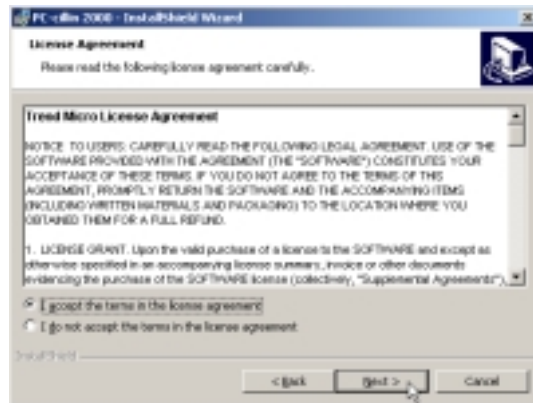 PC-cillin 2000 - InstallShield Wizard
License Agreement
Please read the following license agreement carefully.
Trend Micro License Agreement
NOTICE TO USERS: CAREFULLY READ THE FOLLOWING LEGAL AGREEMENT. USE OF THE
SOFTWARE PROVIDED WITH THE AGREEMENT (THE "SOFTWARE") CONSTITUTES YOUR
ACCEPTANCE OF THESE TERMS. IF YOU DO NOT AGREE TO THE TERMS OF THIS
AGREEMENT, PROMPTLY RETURN THE SOFTWARE AND THE ACCOMPANYING ITEMS
(INCLUDING WRITTEN MATERIALS AND PACKAGING) TO THE LOCATION WHERE YOU
OBTAINED THEM FOR A FULL REFUND.
1. LICENSE GRANT. Upon the valid purchase of a license to the SOFTWARE and except as
otherwise specified in an accompanying license summary, invoice or other documents
evidencing the purchase of the SOFTWARE license (collectively, "Supplemental Agreements"),
I accept the terms in the license agreement
I do not accept the terms in the license agreement
InstallShield
< Back Next > Cancel